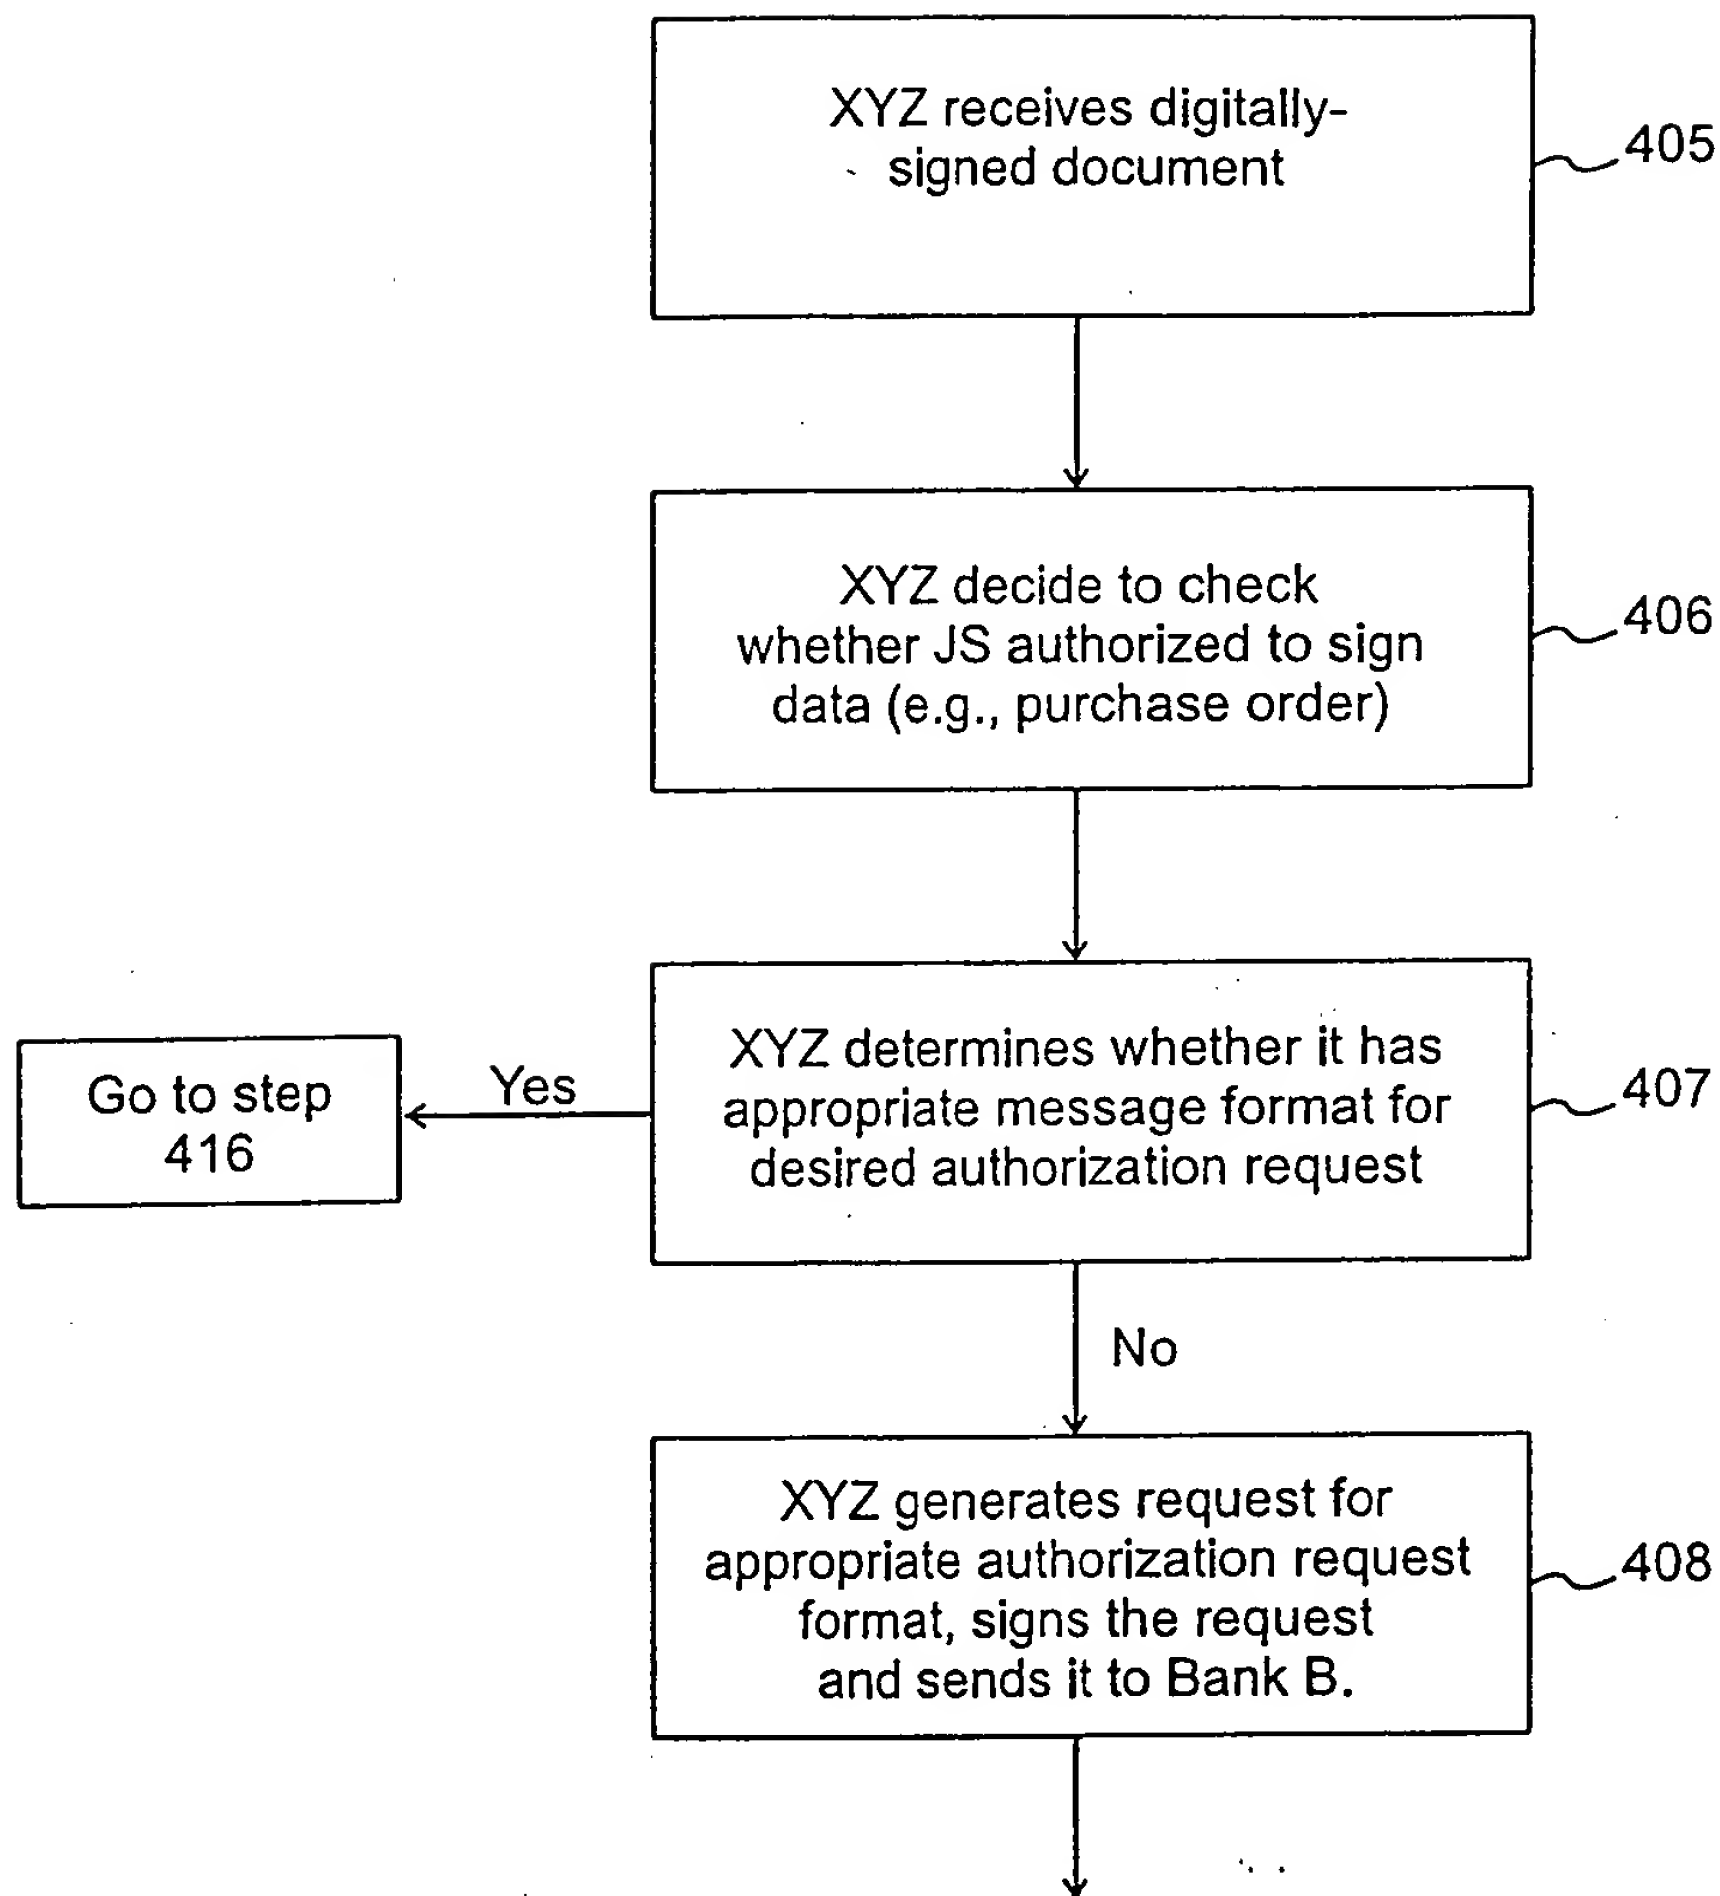 XYZ receives digitally-
signed document
405
XYZ decide to check
whether JS authorized to sign
data (e.g., purchase order)
406
XYZ determines whether it has
appropriate message format for
desired authorization request
407
Yes
Go to step
416
No
XYZ generates request for
appropriate authorization request
format, signs the request
and sends it to Bank B.
408